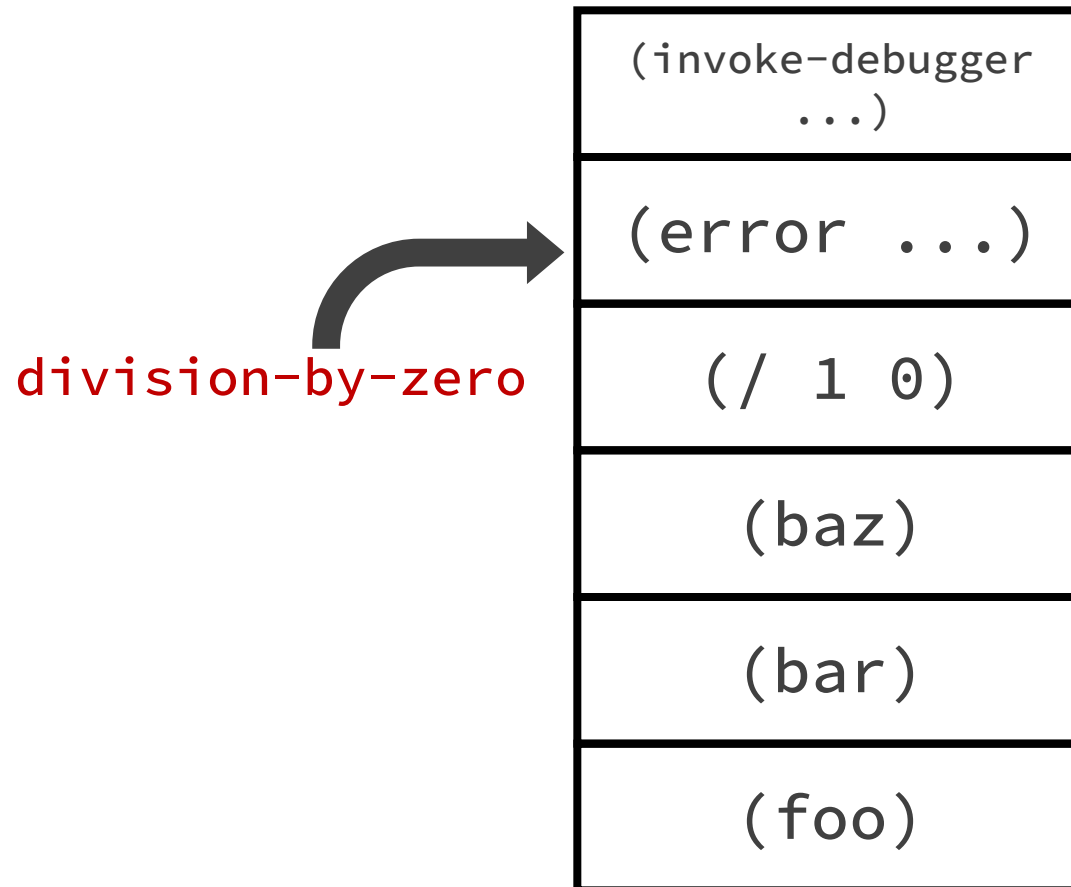 (invoke-debugger
...)
(error ...)
division-by-zero
(/ 1 0)
(baz)
(bar)
(foo)